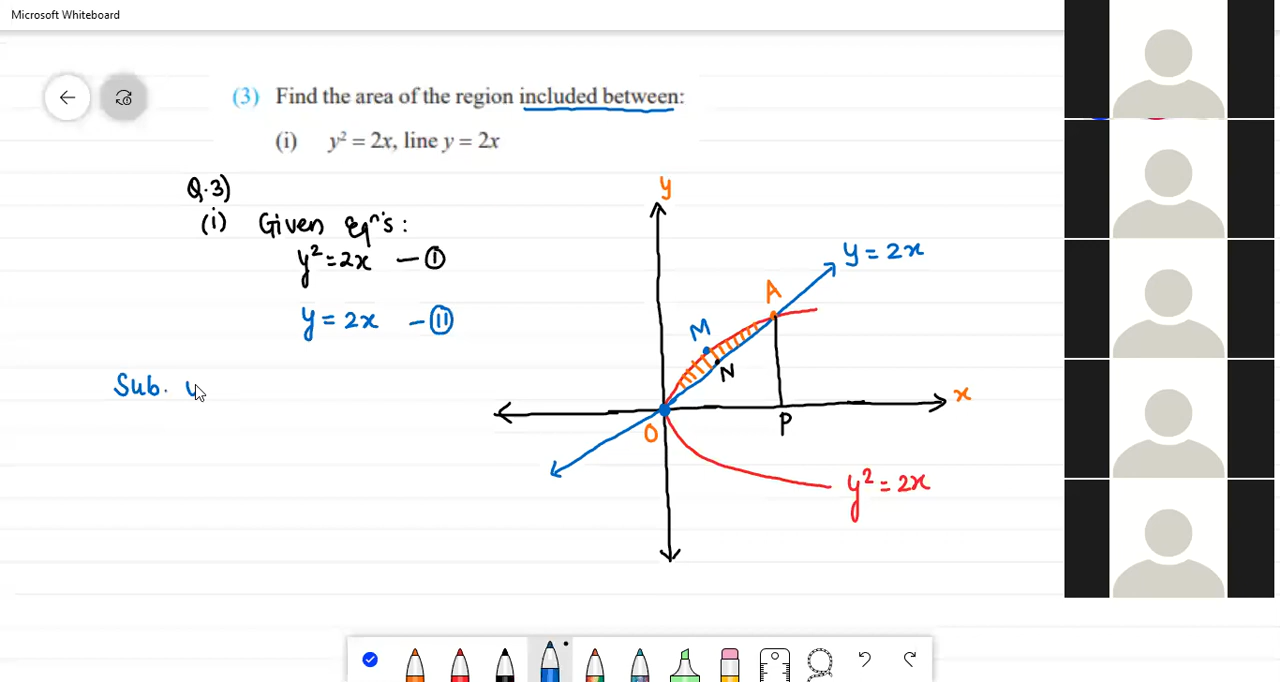 Microsoft Whiteboard
(3) Find the area of the region included between:
(i) y² = 2x, line y = 2x
Q.3)
(i) Given Eqⁿ's:
y² = 2x — ①
y = 2x — ⑪
Sub.
y
y = 2x
A
M
N
x
O
P
y² = 2x